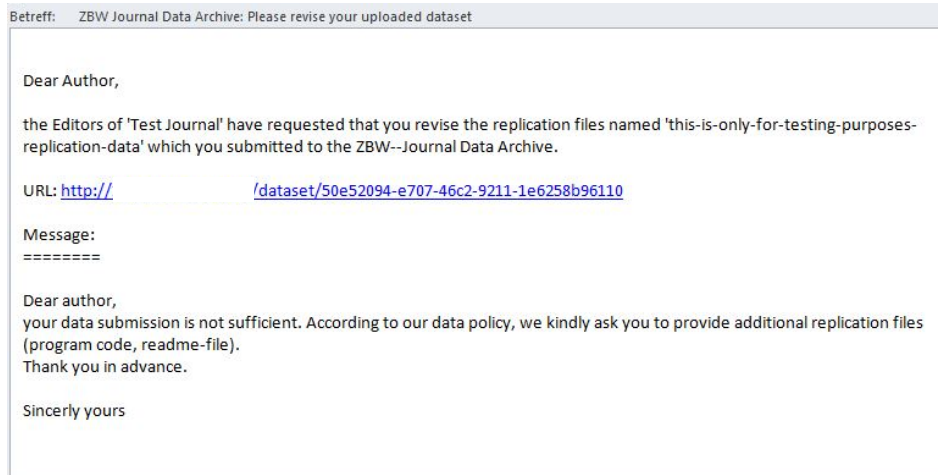 Betreff: ZBW Journal Data Archive: Please revise your uploaded dataset
Dear Author,
the Editors of 'Test Journal' have requested that you revise the replication files named 'this-is-only-for-testing-purposes-
replication-data' which you submitted to the ZBW--Journal Data Archive.
URL: http:// /dataset/50e52094-e707-46c2-9211-1e6258b96110
Message:
========
Dear author,
your data submission is not sufficient. According to our data policy, we kindly ask you to provide additional replication files
(program code, readme-file).
Thank you in advance.
Sincerly yours